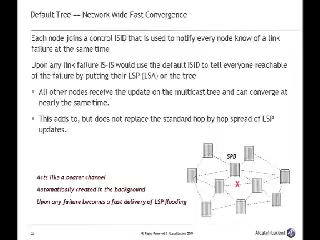 Default Tree -- Network Wide Fast Convergence
Each node joins a control ISID that is used to notify every node know of a link
failure at the same time
Upon any link failure IS-IS would use the default ISID to tell everyone reachable
of the failure by putting their LSP (LSA) on the tree
• All other nodes receive the update on the multicast tree and can converge at
nearly the same time.
• This adds to, but does not replace the standard hop by hop spread of LSP
updates.
SPB
X
Acts like a pager channel
Automatically created in the background
Upon any failure becomes a fast delivery of LSP flooding
All Rights Reserved
Alcatel-Lucent